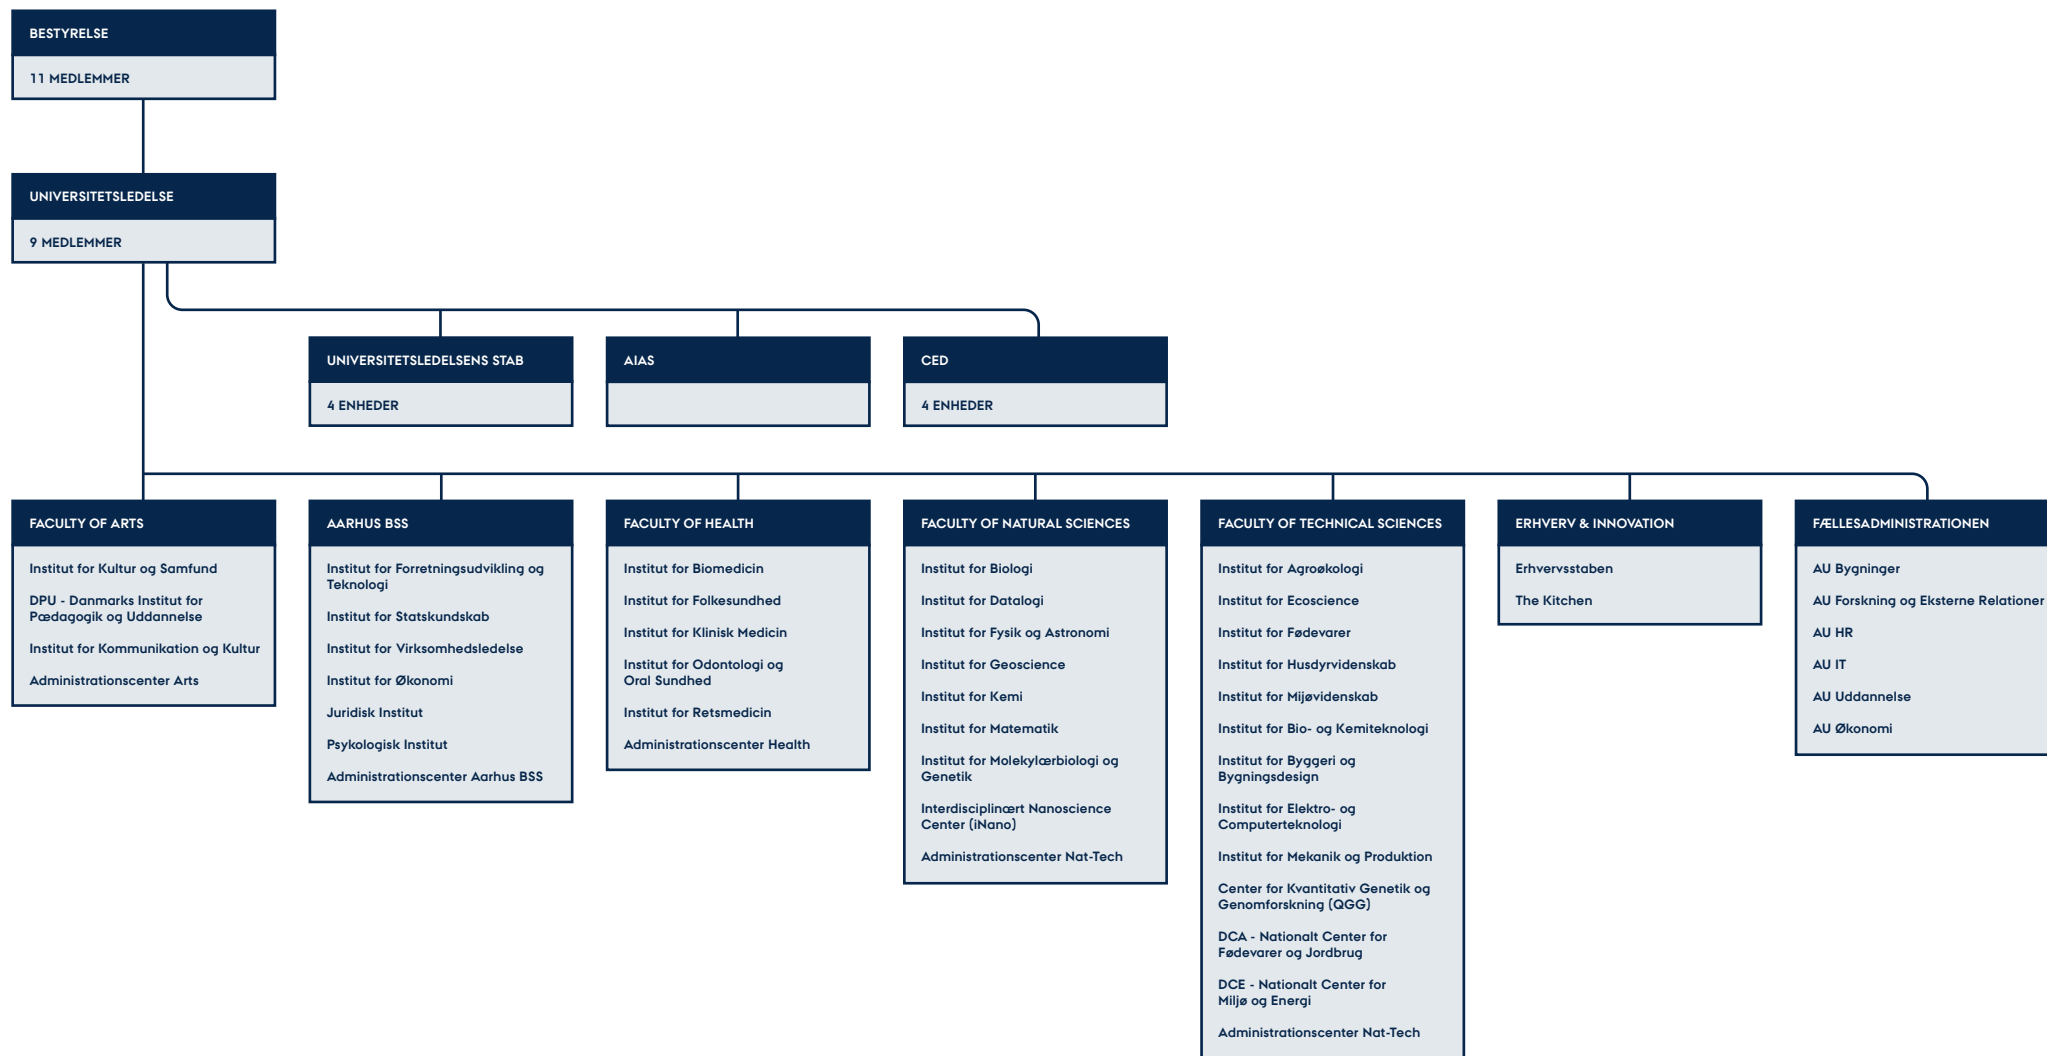 BESTYRELSE
11 MEDLEMMER
UNIVERSITETSLEDELSE
9 MEDLEMMER
UNIVERSITETSLEDELSENS STAB
4 ENHEDER
AIAS
CED
4 ENHEDER
FACULTY OF ARTS
Institut for Kultur og Samfund
DPU - Danmarks Institut for
Pædagogik og Uddannelse
Institut for Kommunikation og Kultur
Administrationscenter Arts
AARHUS BSS
Institut for Forretningsudvikling og
Teknologi
Institut for Statskundskab
Institut for Virksomhedsledelse
Institut for Økonomi
Juridisk Institut
Psykologisk Institut
Administrationscenter Aarhus BSS
FACULTY OF HEALTH
Institut for Biomedicin
Institut for Folkesundhed
Institut for Klinisk Medicin
Institut for Odontologi og
Oral Sundhed
Institut for Retsmedicin
Administrationscenter Health
FACULTY OF NATURAL SCIENCES
Institut for Biologi
Institut for Datalogi
Institut for Fysik og Astronomi
Institut for Geoscience
Institut for Kemi
Institut for Matematik
Institut for Molekylærbiologi og
Genetik
Interdisciplinært Nanoscience
Center (iNano)
Administrationscenter Nat-Tech
FACULTY OF TECHNICAL SCIENCES
Institut for Agroøkologi
Institut for Ecoscience
Institut for Fødevarer
Institut for Husdyrvidenskab
Institut for Mijøvidenskab
Institut for Bio- og Kemiteknologi
Institut for Byggeri og
Bygningsdesign
Institut for Elektro- og
Computerteknologi
Institut for Mekanik og Produktion
Center for Kvantitativ Genetik og
Genomforskning (QGG)
DCA - Nationalt Center for
Fødevarer og Jordbrug
DCE - Nationalt Center for
Miljø og Energi
Administrationscenter Nat-Tech
ERHVERV & INNOVATION
Erhvervsstaben
The Kitchen
FÆLLESADMINISTRATIONEN
AU Bygninger
AU Forskning og Eksterne Relationer
AU HR
AU IT
AU Uddannelse
AU Økonomi